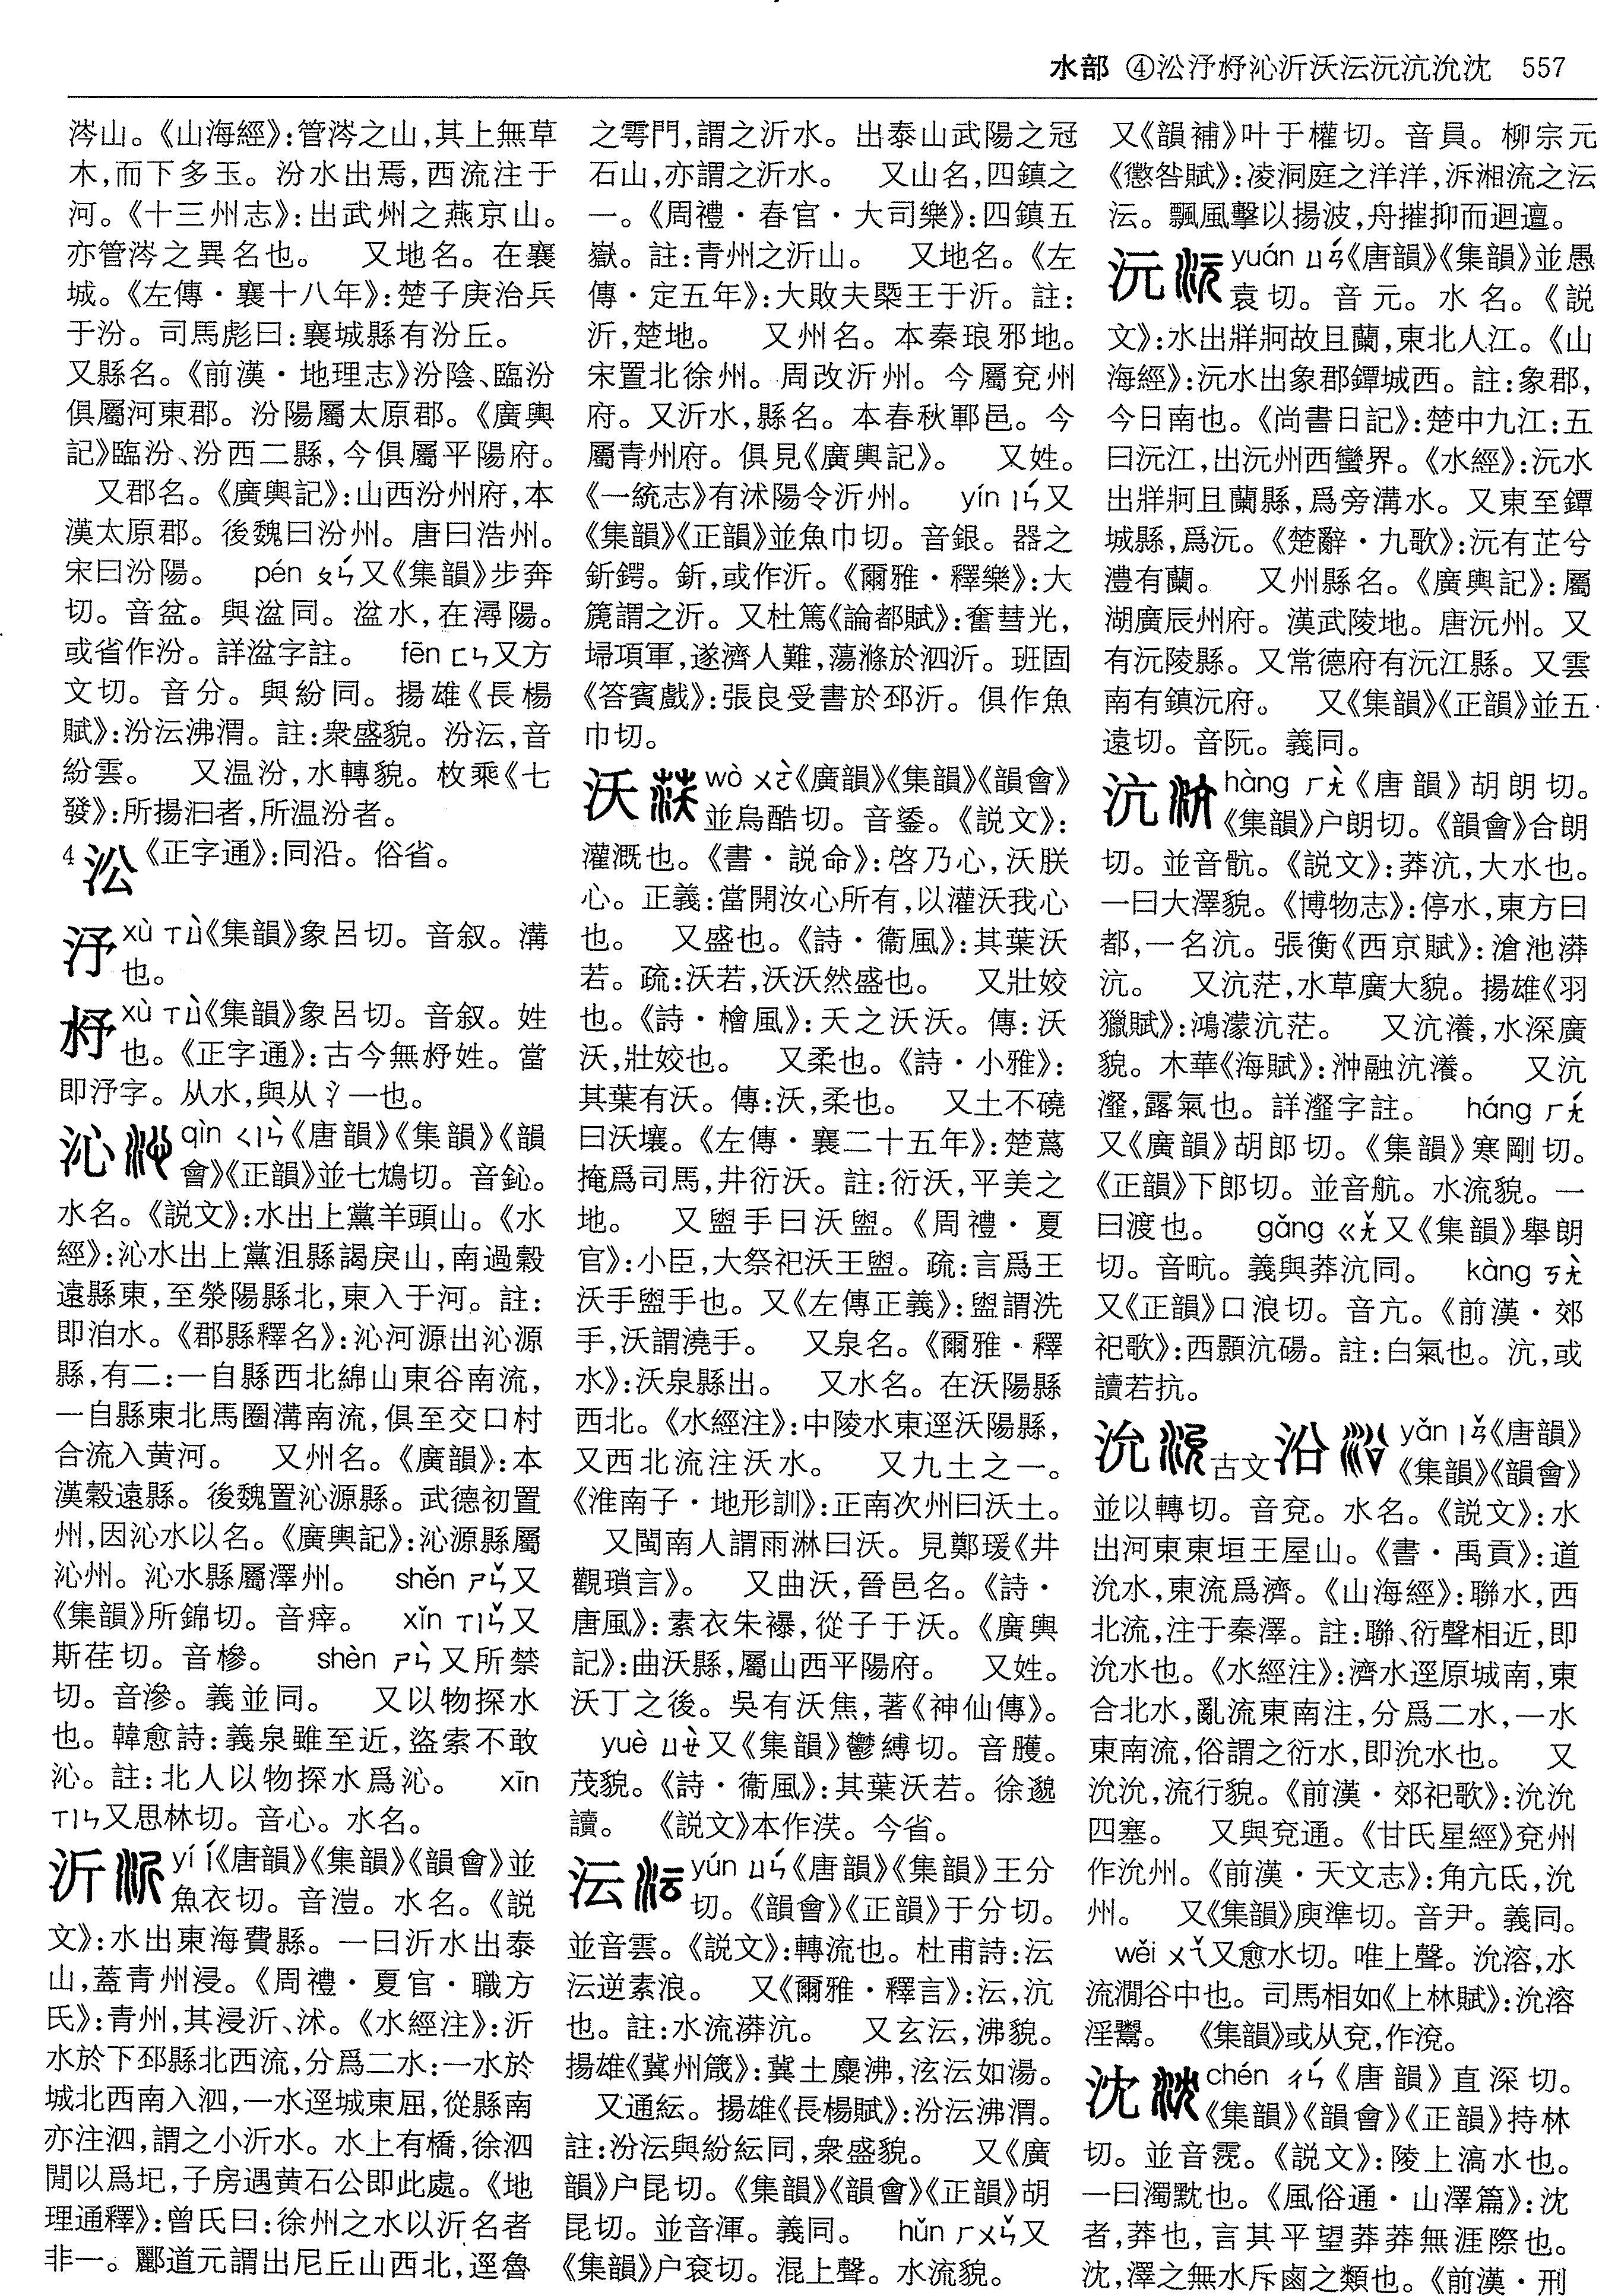 水部 ④㳂汿𣏗沁沂沃沄沅沆沇沈 557
涔山。《山海經》：管涔之山，其上無草
木，而下多玉。汾水出焉，西流注于
河。《十三州志》：出武州之燕京山。
亦管涔之異名也。　又地名。在襄
城。《左傳·襄十八年》：楚子庚治兵
于汾。司馬彪曰：襄城縣有汾丘。
又縣名。《前漢·地理志》汾陰、臨汾
俱屬河東郡。汾陽屬太原郡。《廣輿
記》臨汾、汾西二縣，今俱屬平陽府。
又郡名。《廣輿記》：山西汾州府，本
漢太原郡。後魏曰汾州。唐曰浩州。
宋曰汾陽。　pén ㄆㄣˊ又《集韻》步奔
切。音盆。與湓同。湓水，在潯陽。
或省作汾。詳湓字註。　fēn ㄈㄣ又方
文切。音分。與紛同。揚雄《長楊
賦》：汾沄沸渭。註：衆盛貌。汾沄，音
紛雲。　又温汾，水轉貌。枚乘《七
發》：所揚汩者，所温汾者。
4 㳂《正字通》：同沿。俗省。
汿 xù ㄒㄩˋ《集韻》象呂切。音叙。溝
也。
xù ㄒㄩˋ《集韻》象呂切。音叙。姓
也。《正字通》：古今無姓。當
即汿字。从水，與从氵一也。
沁 qìn ㄑㄧㄣˋ《唐韻》《集韻》《韻
會》《正韻》並七鴆切。音鈊。
水名。《説文》：水出上黨羊頭山。《水
經》：沁水出上黨沮縣謁戾山，南過穀
遠縣東，至滎陽縣北，東入于河。註：
即洎水。《郡縣釋名》：沁河源出沁源
縣，有二：一自縣西北綿山東谷南流，
一自縣東北馬圈溝南流，俱至交口村
合流入黄河。　又州名。《廣韻》：本
漢穀遠縣。後魏置沁源縣。武德初置
州，因沁水以名。《廣輿記》：沁源縣屬
沁州。沁水縣屬澤州。　shěn ㄕㄣˇ又
《集韻》所錦切。音瘁。　xǐn ㄒㄧㄣˇ又
斯荏切。音槮。　shèn ㄕㄣˋ又所禁
切。音滲。義並同。　又以物探水
也。韓愈詩：義泉雖至近，盜索不敢
沁。註：北人以物探水爲沁。　xīn
ㄒㄧㄣ又思林切。音心。水名。
沂 yí ㄧˊ《唐韻》《集韻》《韻會》並
魚衣切。音溰。水名。《説
文》：水出東海費縣。一曰沂水出泰
山，蓋青州浸。《周禮·夏官·職方
氏》：青州，其浸沂、沭。《水經注》：沂
水於下邳縣北西流，分爲二水：一水於
城北西南入泗，一水逕城東屈，從縣南
亦注泗，謂之小沂水。水上有橋，徐泗
閒以爲圯，子房遇黄石公即此處。《地
理通釋》：曾氏曰：徐州之水以沂名者
非一。酈道元謂出尼丘山西北，逕魯
之雩門，謂之沂水。出泰山武陽之冠
石山，亦謂之沂水。　又山名，四鎮之
一。《周禮·春官·大司樂》：四鎮五
嶽。註：青州之沂山。　又地名。《左
傳·定五年》：大敗夫槩王于沂。註：
沂，楚地。　又州名。本秦琅邪地。
宋置北徐州。周改沂州。今屬兗州
府。又沂水，縣名。本春秋鄆邑。今
屬青州府。俱見《廣輿記》。　又姓。
《一統志》有沭陽令沂州。　yín ㄧㄣˊ又
《集韻》《正韻》並魚巾切。音銀。器之
釿鍔。釿，或作沂。《爾雅·釋樂》：大
篪謂之沂。又杜篤《論都賦》：奮彗光，
埽項軍，遂濟人難，蕩滌於泗沂。班固
《答賓戲》：張良受書於邳沂。俱作魚
巾切。
沃 wò ㄨㄛˋ《廣韻》《集韻》《韻會》
並烏酷切。音鋈。《説文》：
灌溉也。《書·説命》：啓乃心，沃朕
心。正義：當開汝心所有，以灌沃我心
也。　又盛也。《詩·衞風》：其葉沃
若。疏：沃若，沃沃然盛也。　又壯姣
也。《詩·檜風》：夭之沃沃。傳：沃
沃，壯姣也。　又柔也。《詩·小雅》：
其葉有沃。傳：沃，柔也。　又土不磽
曰沃壤。《左傳·襄二十五年》：楚蔿
掩爲司馬，井衍沃。註：衍沃，平美之
地。　又盥手曰沃盥。《周禮·夏
官》：小臣，大祭祀沃王盥。疏：言爲王
沃手盥手也。又《左傳正義》：盥謂洗
手，沃謂澆手。　又泉名。《爾雅·釋
水》：沃泉縣出。　又水名。在沃陽縣
西北。《水經注》：中陵水東逕沃陽縣，
又西北流注沃水。　又九土之一。
《淮南子·地形訓》：正南次州曰沃土。
又閩南人謂雨淋曰沃。見鄭瑗《井
觀瑣言》。　又曲沃，晉邑名。《詩·
唐風》：素衣朱襮，從子于沃。《廣輿
記》：曲沃縣，屬山西平陽府。　又姓。
沃丁之後。吳有沃焦，著《神仙傳》。
yuè ㄩㄝˋ又《集韻》鬱縛切。音臒。
茂貌。《詩·衞風》：其葉沃若。徐邈
讀。　《説文》本作渓。今省。
沄 yún ㄩㄣˊ《唐韻》《集韻》王分
切。《韻會》《正韻》于分切。
並音雲。《説文》：轉流也。杜甫詩：沄
沄逆素浪。　又《爾雅·釋言》：沄，沆
也。註：水流漭沆。　又玄沄，沸貌。
揚雄《冀州箴》：冀土麋沸，泫沄如湯。
又通紜。揚雄《長楊賦》：汾沄沸渭。
註：汾沄與紛紜同，衆盛貌。　又《廣
韻》户昆切。《集韻》《韻會》《正韻》胡
昆切。並音渾。義同。　hǔn ㄏㄨㄣˇ又
《集韻》户衮切。混上聲。水流貌。
又《韻補》叶于權切。音員。柳宗元
《懲咎賦》：凌洞庭之洋洋，泝湘流之沄
沄。飄風擊以揚波，舟摧抑而迴邅。
沅 yuán ㄩㄢˊ《唐韻》《集韻》並愚
袁切。音元。水名。《説
文》：水出牂牁故且蘭，東北人江。《山
海經》：沅水出象郡鐔城西。註：象郡，
今日南也。《尚書日記》：楚中九江：五
曰沅江，出沅州西蠻界。《水經》：沅水
出牂牁且蘭縣，爲旁溝水。又東至鐔
城縣，爲沅。《楚辭·九歌》：沅有芷兮
澧有蘭。　又州縣名。《廣輿記》：屬
湖廣辰州府。漢武陵地。唐沅州。又
有沅陵縣。又常德府有沅江縣。又雲
南有鎮沅府。　又《集韻》《正韻》並五
遠切。音阮。義同。
沆 hàng ㄏㄤˋ《唐韻》胡朗切。
《集韻》户朗切。《韻會》合朗
切。並音骯。《説文》：莽沆，大水也。
一曰大澤貌。《博物志》：停水，東方曰
都，一名沆。張衡《西京賦》：滄池漭
沆。　又沆茫，水草廣大貌。揚雄《羽
獵賦》：鴻濛沆茫。　又沆瀁，水深廣
貌。木華《海賦》：浺融沆瀁。　又沆
瀣，露氣也。詳瀣字註。　háng ㄏㄤˊ
又《廣韻》胡郎切。《集韻》寒剛切。
《正韻》下郎切。並音航。水流貌。一
曰渡也。　gǎng ㄍㄤˇ又《集韻》舉朗
切。音㽘。義與莽沆同。　kàng ㄎㄤˋ
又《正韻》口浪切。音亢。《前漢·郊
祀歌》：西顥沆碭。註：白氣也。沆，或
讀若抗。
沇 古文 沿 yǎn ㄧㄢˇ《唐韻》
《集韻》《韻會》
並以轉切。音兗。水名。《説文》：水
出河東東垣王屋山。《書·禹貢》：道
沇水，東流爲濟。《山海經》：聯水，西
北流，注于秦澤。註：聯、衍聲相近，即
沇水也。《水經注》：濟水逕原城南，東
合北水，亂流東南注，分爲二水，一水
東南流，俗謂之衍水，即沇水也。　又
沇沇，流行貌。《前漢·郊祀歌》：沇沇
四塞。　又與兗通。《甘氏星經》兗州
作沇州。《前漢·天文志》：角亢氐，沇
州。　又《集韻》庾準切。音尹。義同。
wěi ㄨㄟˇ又愈水切。唯上聲。沇溶，水
流㵎谷中也。司馬相如《上林賦》：沇溶
淫鬻。　《集韻》或从兗，作渷。
沈 chén ㄔㄣˊ《唐韻》直深切。
《集韻》《韻會》《正韻》持林
切。並音霃。《説文》：陵上滈水也。
一曰濁黕也。《風俗通·山澤篇》：沈
者，莽也，言其平望莽莽無涯際也。
沈，澤之無水斥鹵之類也。《前漢·刑